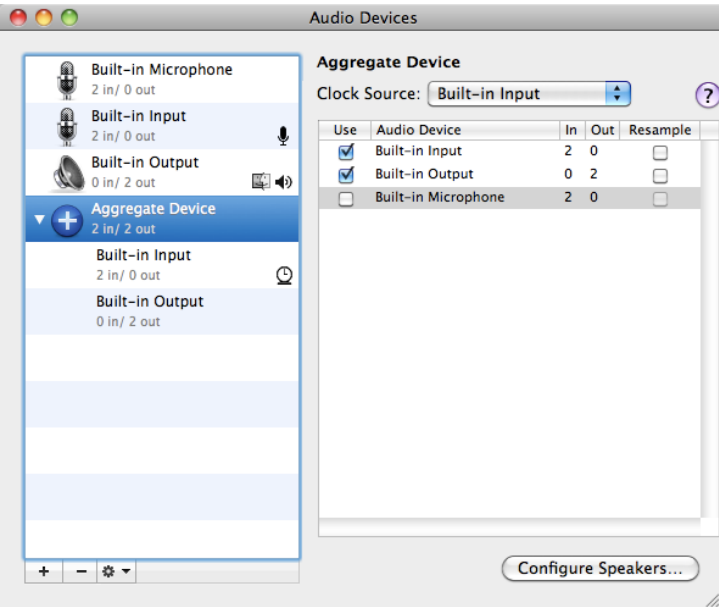 Audio Devices
Built-in Microphone
2 in/ 0 out
Built-in Input
2 in/ 0 out
Built-in Output
0 in/ 2 out
Aggregate Device
2 in/ 2 out
Built-in Input
2 in/ 0 out
Built-in Output
0 in/ 2 out
+ −
Aggregate Device
Clock Source: Built-in Input ?
Use Audio Device In Out Resample
Built-in Input 2 0
Built-in Output 0 2
Built-in Microphone 2 0
Configure Speakers...